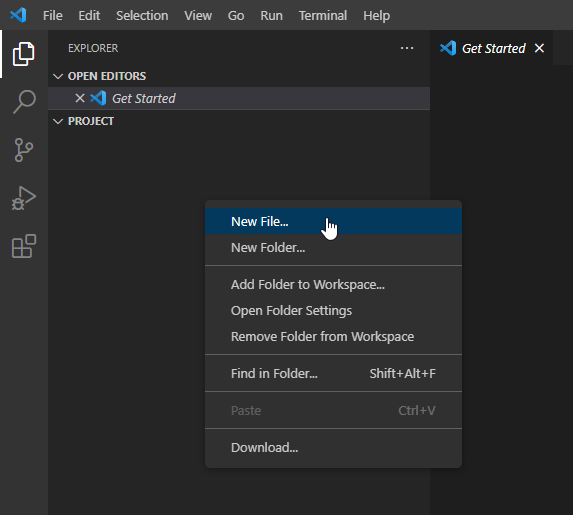 File Edit Selection View Go Run Terminal Help
EXPLORER
Get Started
OPEN EDITORS
Get Started
PROJECT
New File...
New Folder...
Add Folder to Workspace...
Open Folder Settings
Remove Folder from Workspace
Find in Folder... Shift+Alt+F
Paste Ctrl+V
Download...